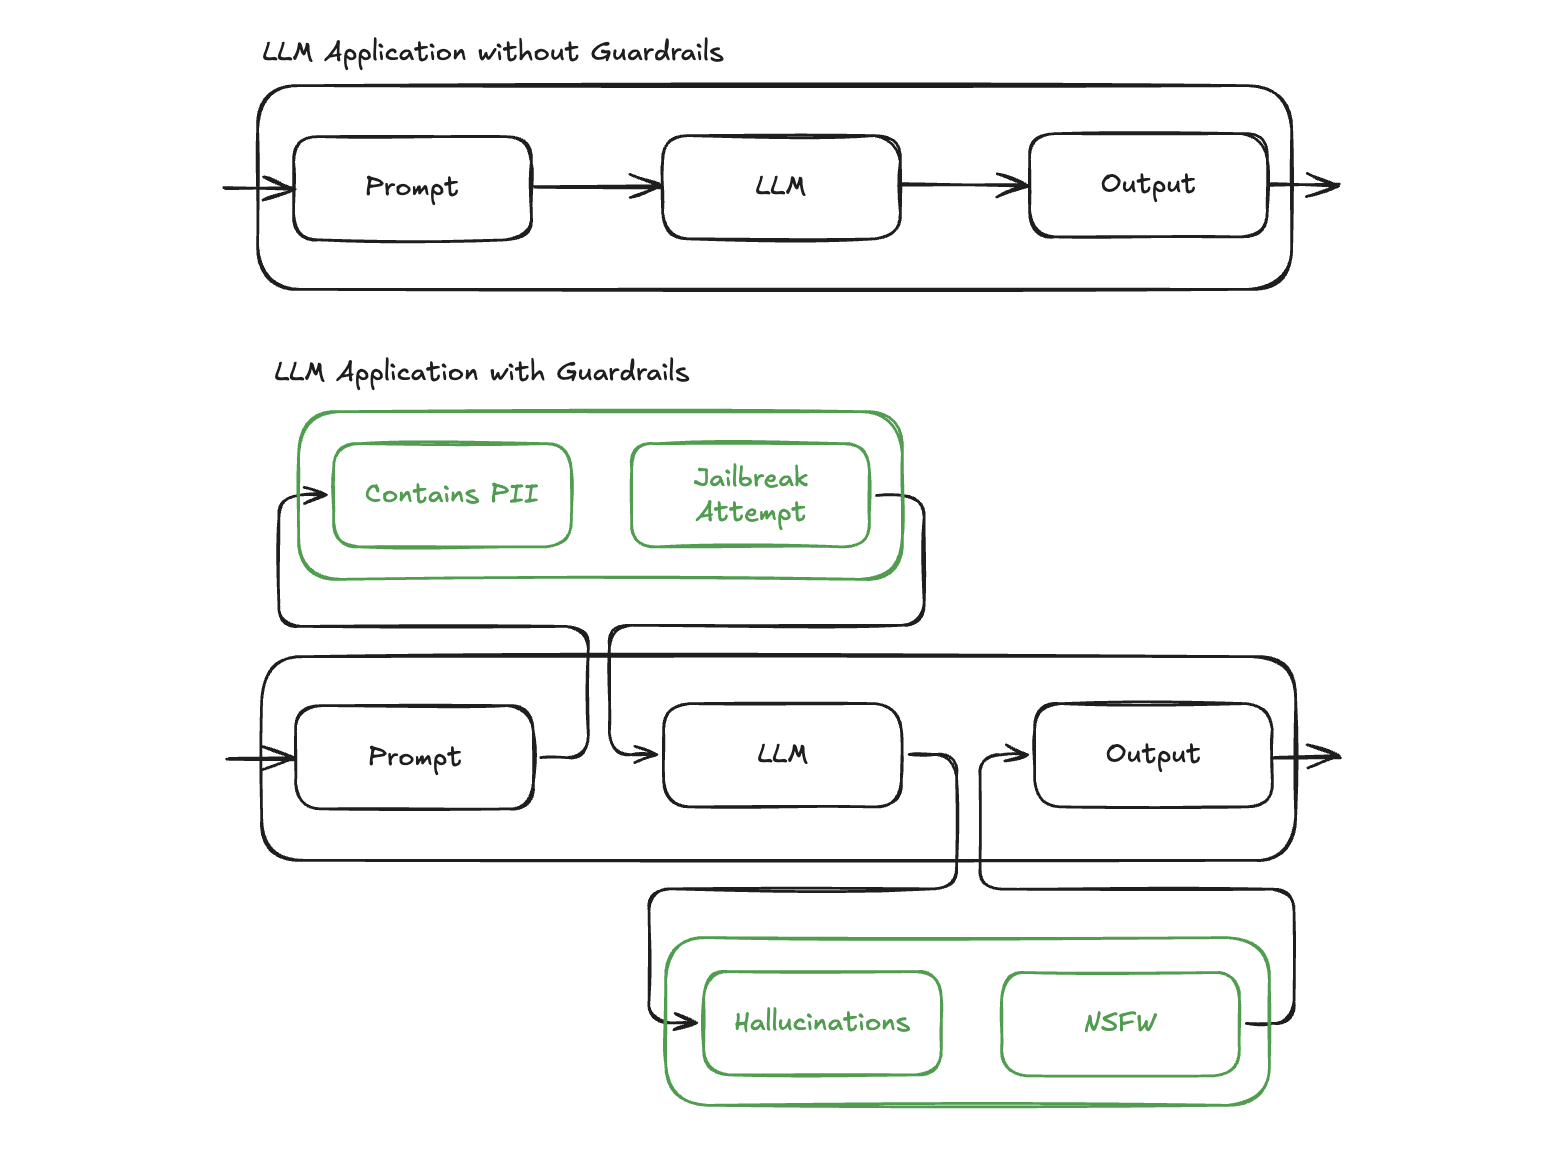 LLM Application without Guardrails
Prompt
LLM
Output
LLM Application with Guardrails
Contains PII
Jailbreak
Attempt
Prompt
LLM
Output
Hallucinations
NSFW